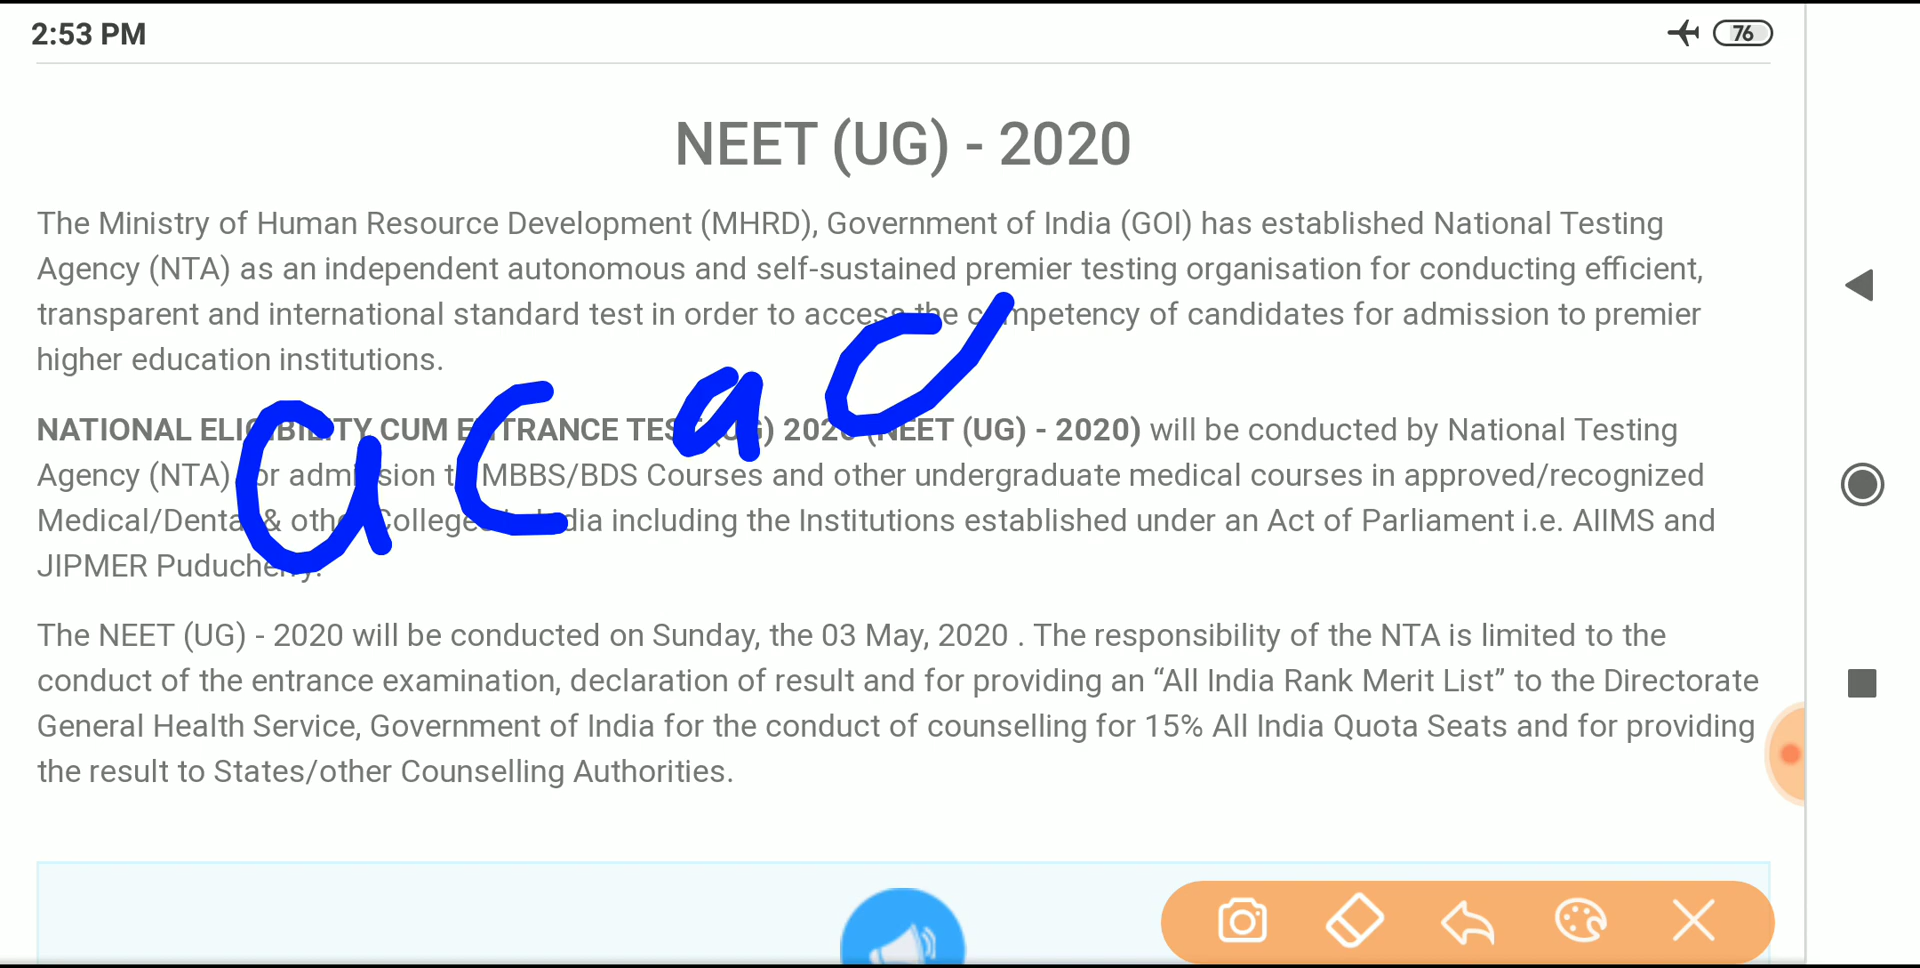 2:53 PM
76
NEET (UG) - 2020
The Ministry of Human Resource Development (MHRD), Government of India (GOI) has established National Testing
Agency (NTA) as an independent autonomous and self-sustained premier testing organisation for conducting efficient,
transparent and international standard test in order to access the competency of candidates for admission to premier
higher education institutions.
NATIONAL ELIGIBILITY CUM ENTRANCE TEST (UG) 2020 (NEET (UG) - 2020) will be conducted by National Testing
Agency (NTA) for admission to MBBS/BDS Courses and other undergraduate medical courses in approved/recognized
Medical/Dental & other Colleges in India including the Institutions established under an Act of Parliament i.e. AIIMS and
JIPMER Puducherry.
acad
The NEET (UG) - 2020 will be conducted on Sunday, the 03 May, 2020 . The responsibility of the NTA is limited to the
conduct of the entrance examination, declaration of result and for providing an “All India Rank Merit List” to the Directorate
General Health Service, Government of India for the conduct of counselling for 15% All India Quota Seats and for providing
the result to States/other Counselling Authorities.